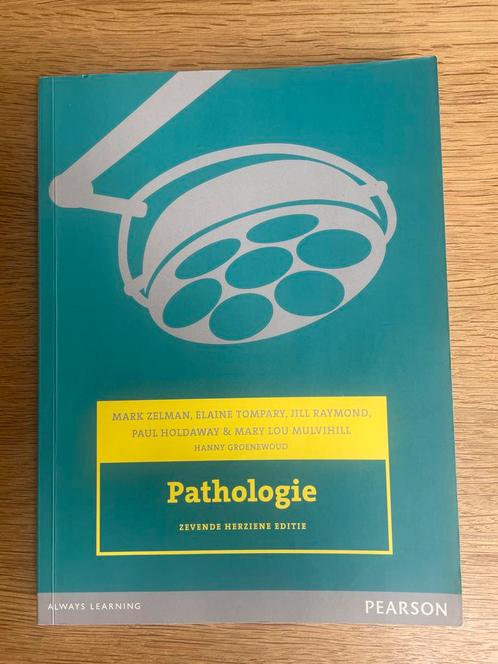 MARK ZELMAN, ELAINE TOMPARY, JILL RAYMOND,
PAUL HOLDAWAY & MARY LOU MULVIHILL
HANNY GROENEWOUD
Pathologie
ZEVENDE HERZIENE EDITIE
ALWAYS LEARNING
PEARSON